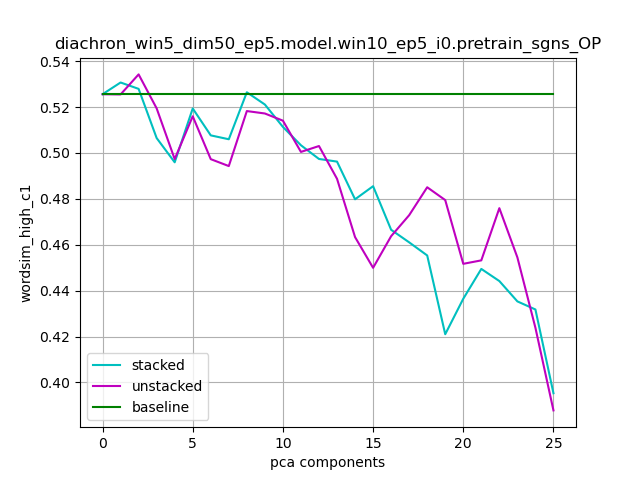 diachron_win5_dim50_ep5.model.win10_ep5_i0.pretrain_sgns_OP
0.54
0.52
0.50
0.48
0.46
0.44
0.42
0.40
wordsim_high_c1
stacked
unstacked
baseline
0 5 10 15 20 25
pca components